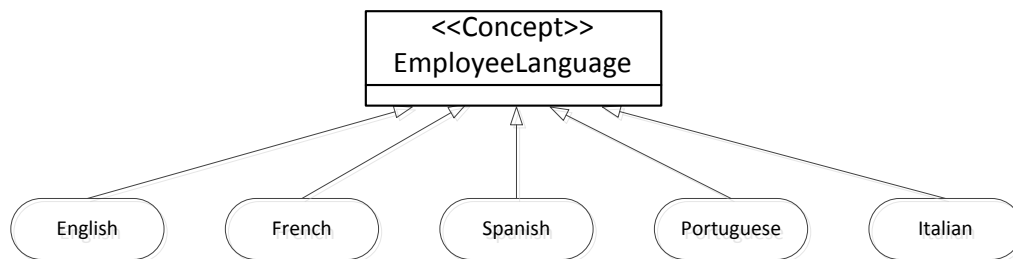 <<Concept>>
EmployeeLanguage
English
French
Spanish
Portuguese
Italian